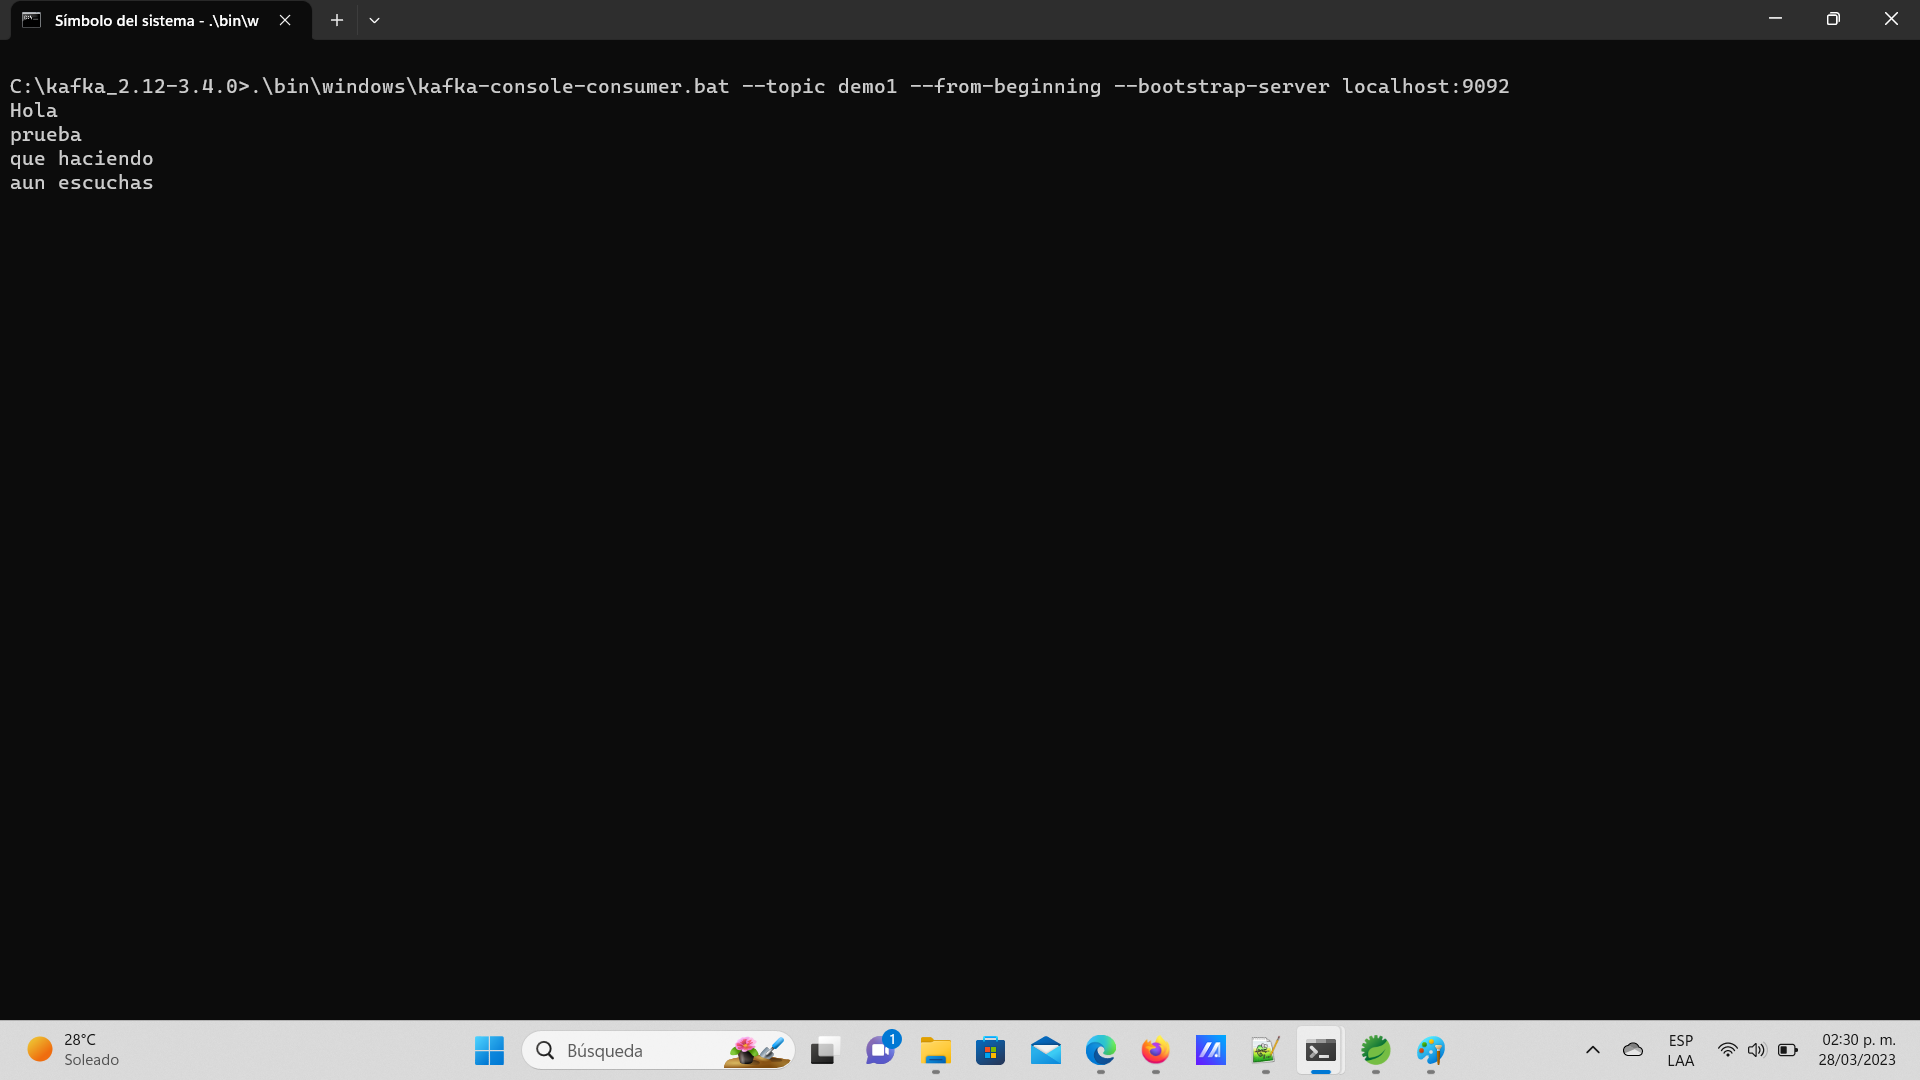 Símbolo del sistema - .\bin\w
C:\kafka_2.12-3.4.0>.\bin\windows\kafka-console-consumer.bat --topic demo1 --from-beginning --bootstrap-server localhost:9092
Hola
prueba
que haciendo
aun escuchas
28°C
Soleado
Búsqueda
1
ESP
LAA
02:30 p. m.
28/03/2023